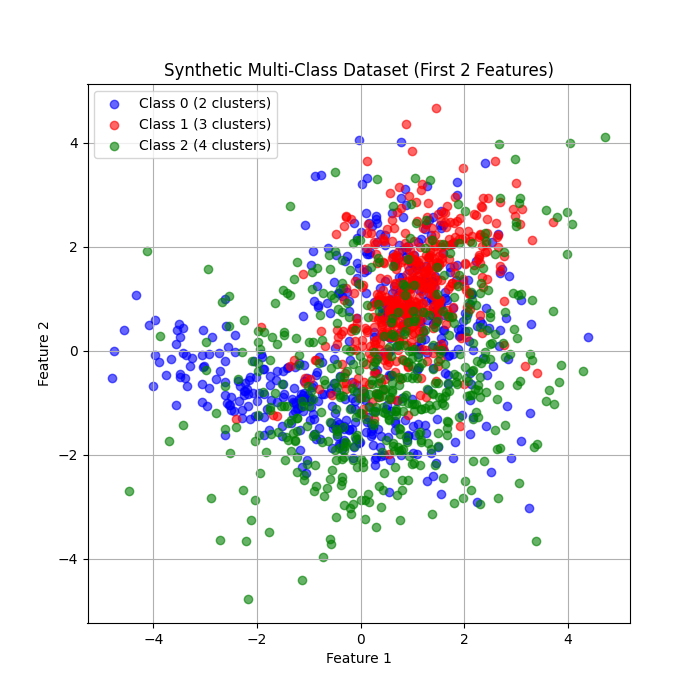 Synthetic Multi-Class Dataset (First 2 Features)
Class 0 (2 clusters)
Class 1 (3 clusters)
Class 2 (4 clusters)
4
2
0
−2
−4
Feature 2
−4 −2 0 2 4
Feature 1